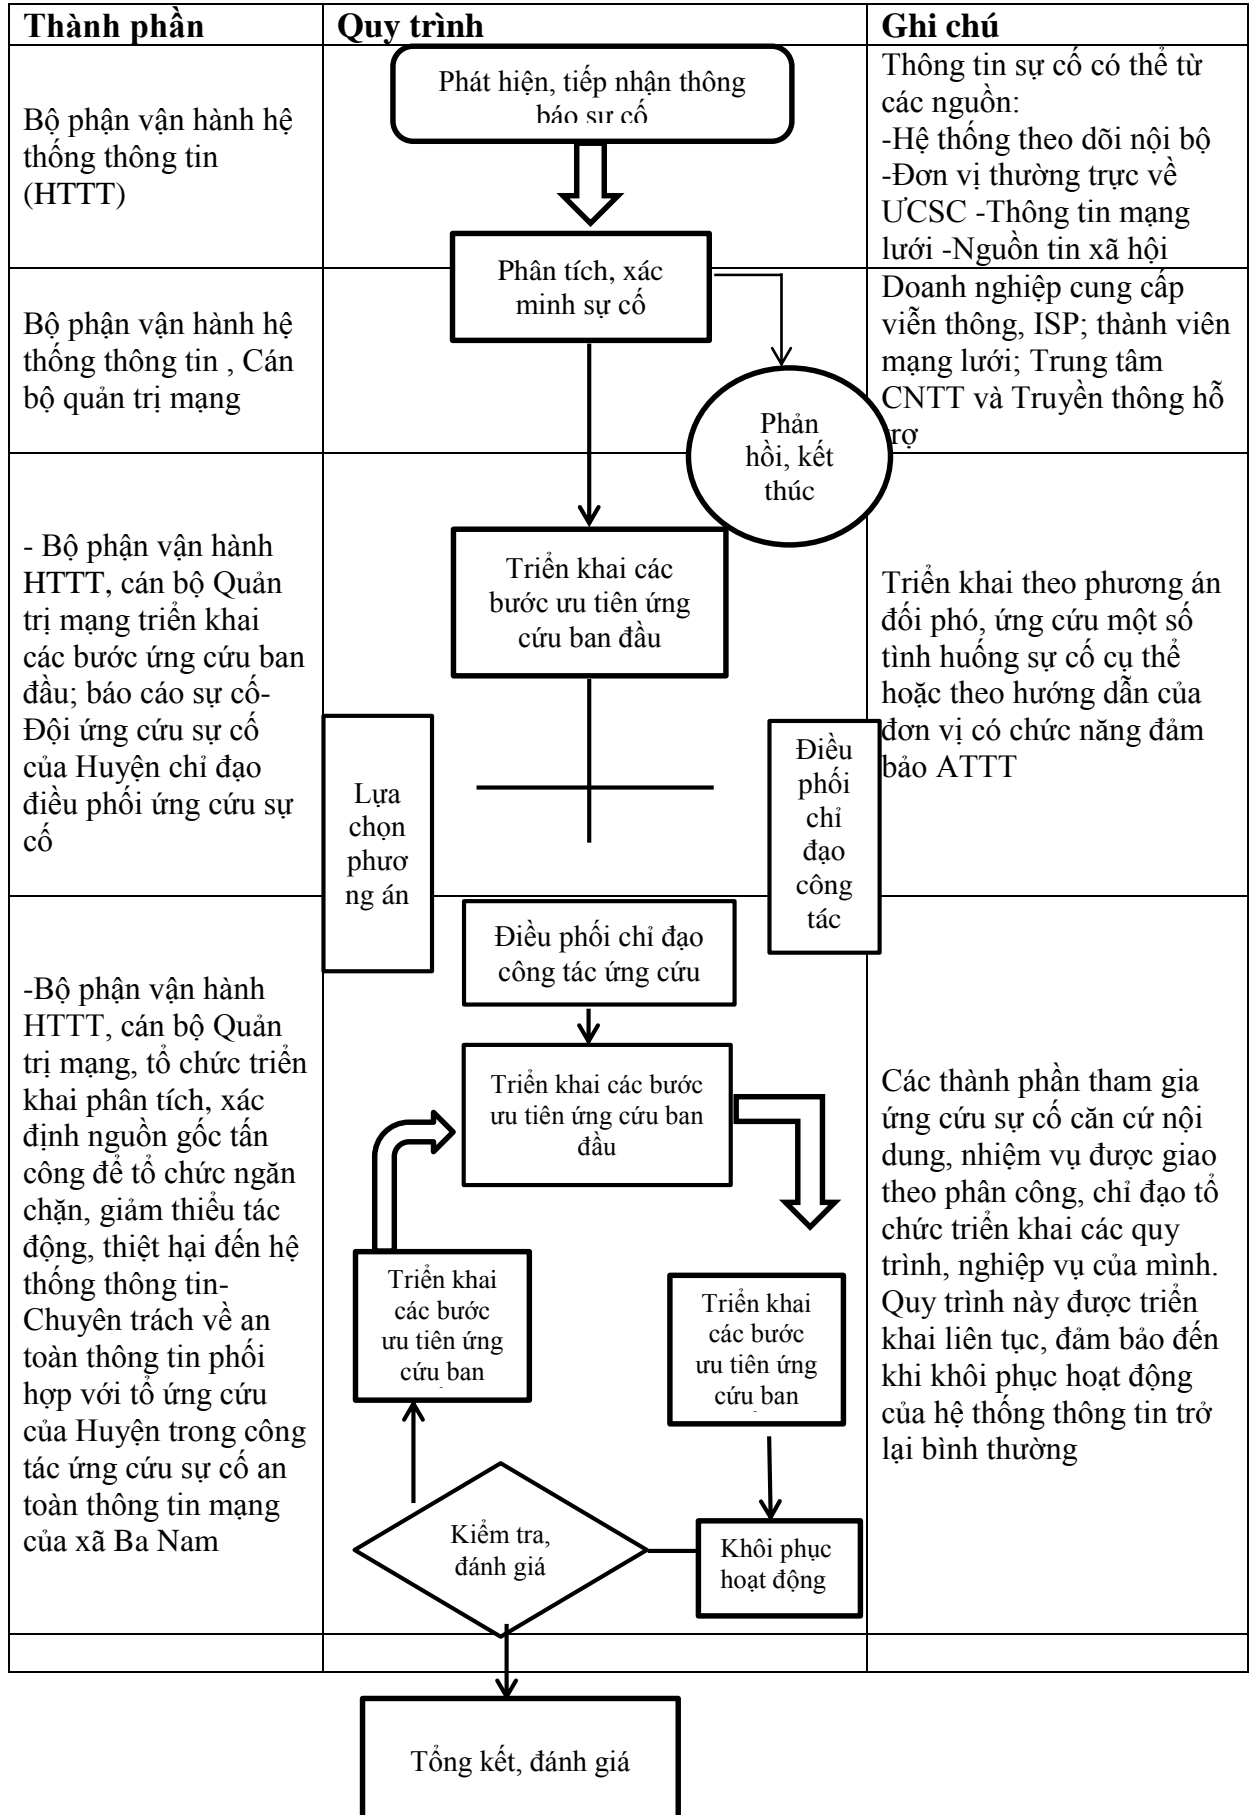 Thành phần
Quy trình
Ghi chú
Bộ phận vận hành hệ
thống thông tin
(HTTT)
Phát hiện, tiếp nhận thông
báo sự cố
Thông tin sự cố có thể từ
các nguồn:
-Hệ thống theo dõi nội bộ
-Đơn vị thường trực về
ƯCSC -Thông tin mạng
lưới -Nguồn tin xã hội
Phân tích, xác
minh sự cố
Bộ phận vận hành hệ
thống thông tin , Cán
bộ quản trị mạng
Phản
hồi, kết
thúc
Doanh nghiệp cung cấp
viễn thông, ISP; thành viên
mạng lưới; Trung tâm
CNTT và Truyền thông hỗ
trợ
- Bộ phận vận hành
HTTT, cán bộ Quản
trị mạng triển khai
các bước ứng cứu ban
đầu; báo cáo sự cố-
Đội ứng cứu sự cố
của Huyện chỉ đạo
điều phối ứng cứu sự
cố
Triển khai các
bước ưu tiên ứng
cứu ban đầu
Lựa
chọn
phươ
ng án
Điều
phối
chỉ
đạo
công
tác
Triển khai theo phương án
đối phó, ứng cứu một số
tình huống sự cố cụ thể
hoặc theo hướng dẫn của
đơn vị có chức năng đảm
bảo ATTT
-Bộ phận vận hành
HTTT, cán bộ Quản
trị mạng, tổ chức triển
khai phân tích, xác
định nguồn gốc tấn
công để tổ chức ngăn
chặn, giảm thiểu tác
động, thiệt hại đến hệ
thống thông tin-
Chuyên trách về an
toàn thông tin phối
hợp với tổ ứng cứu
của Huyện trong công
tác ứng cứu sự cố an
toàn thông tin mạng
của xã Ba Nam
Điều phối chỉ đạo
công tác ứng cứu
Triển khai các bước
ưu tiên ứng cứu ban
đầu
Triển khai
các bước
ưu tiên ứng
cứu ban
Triển khai
các bước
ưu tiên ứng
cứu ban
Kiểm tra,
đánh giá
Khôi phục
hoạt động
Các thành phần tham gia
ứng cứu sự cố căn cứ nội
dung, nhiệm vụ được giao
theo phân công, chỉ đạo tổ
chức triển khai các quy
trình, nghiệp vụ của mình.
Quy trình này được triển
khai liên tục, đảm bảo đến
khi khôi phục hoạt động
của hệ thống thông tin trở
lại bình thường
Tổng kết, đánh giá